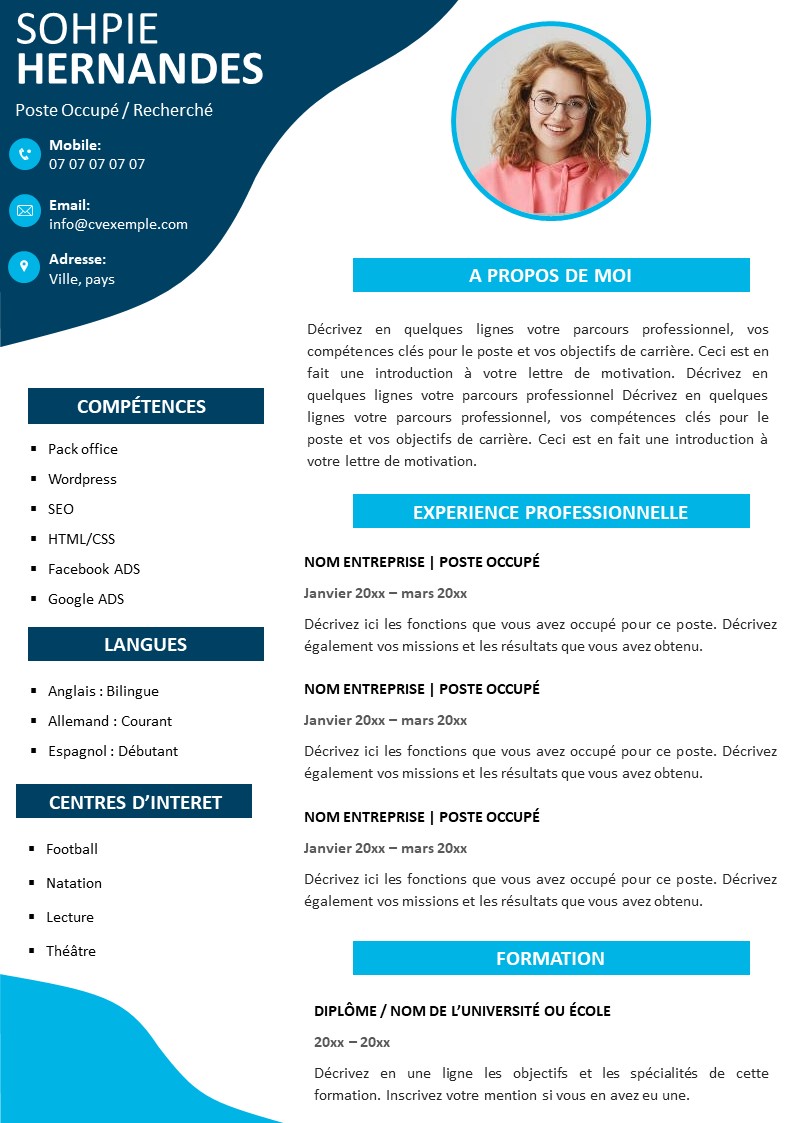 SOHPIE
HERNANDES
Poste Occupé / Recherché
Mobile:
07 07 07 07 07
Email:
info@cvexemple.com
Adresse:
Ville, pays
COMPÉTENCES
▪ Pack office
▪ Wordpress
▪ SEO
▪ HTML/CSS
▪ Facebook ADS
▪ Google ADS
LANGUES
▪ Anglais : Bilingue
▪ Allemand : Courant
▪ Espagnol : Débutant
CENTRES D’INTERET
▪ Football
▪ Natation
▪ Lecture
▪ Théâtre
A PROPOS DE MOI
Décrivez en quelques lignes votre parcours professionnel, vos
compétences clés pour le poste et vos objectifs de carrière. Ceci est en
fait une introduction à votre lettre de motivation. Décrivez en
quelques lignes votre parcours professionnel Décrivez en quelques
lignes votre parcours professionnel, vos compétences clés pour le
poste et vos objectifs de carrière. Ceci est en fait une introduction à
votre lettre de motivation.
EXPERIENCE PROFESSIONNELLE
NOM ENTREPRISE | POSTE OCCUPÉ
Janvier 20xx – mars 20xx
Décrivez ici les fonctions que vous avez occupé pour ce poste. Décrivez
également vos missions et les résultats que vous avez obtenu.
NOM ENTREPRISE | POSTE OCCUPÉ
Janvier 20xx – mars 20xx
Décrivez ici les fonctions que vous avez occupé pour ce poste. Décrivez
également vos missions et les résultats que vous avez obtenu.
NOM ENTREPRISE | POSTE OCCUPÉ
Janvier 20xx – mars 20xx
Décrivez ici les fonctions que vous avez occupé pour ce poste. Décrivez
également vos missions et les résultats que vous avez obtenu.
FORMATION
DIPLÔME / NOM DE L’UNIVERSITÉ OU ÉCOLE
20xx – 20xx
Décrivez en une ligne les objectifs et les spécialités de cette
formation. Inscrivez votre mention si vous en avez eu une.